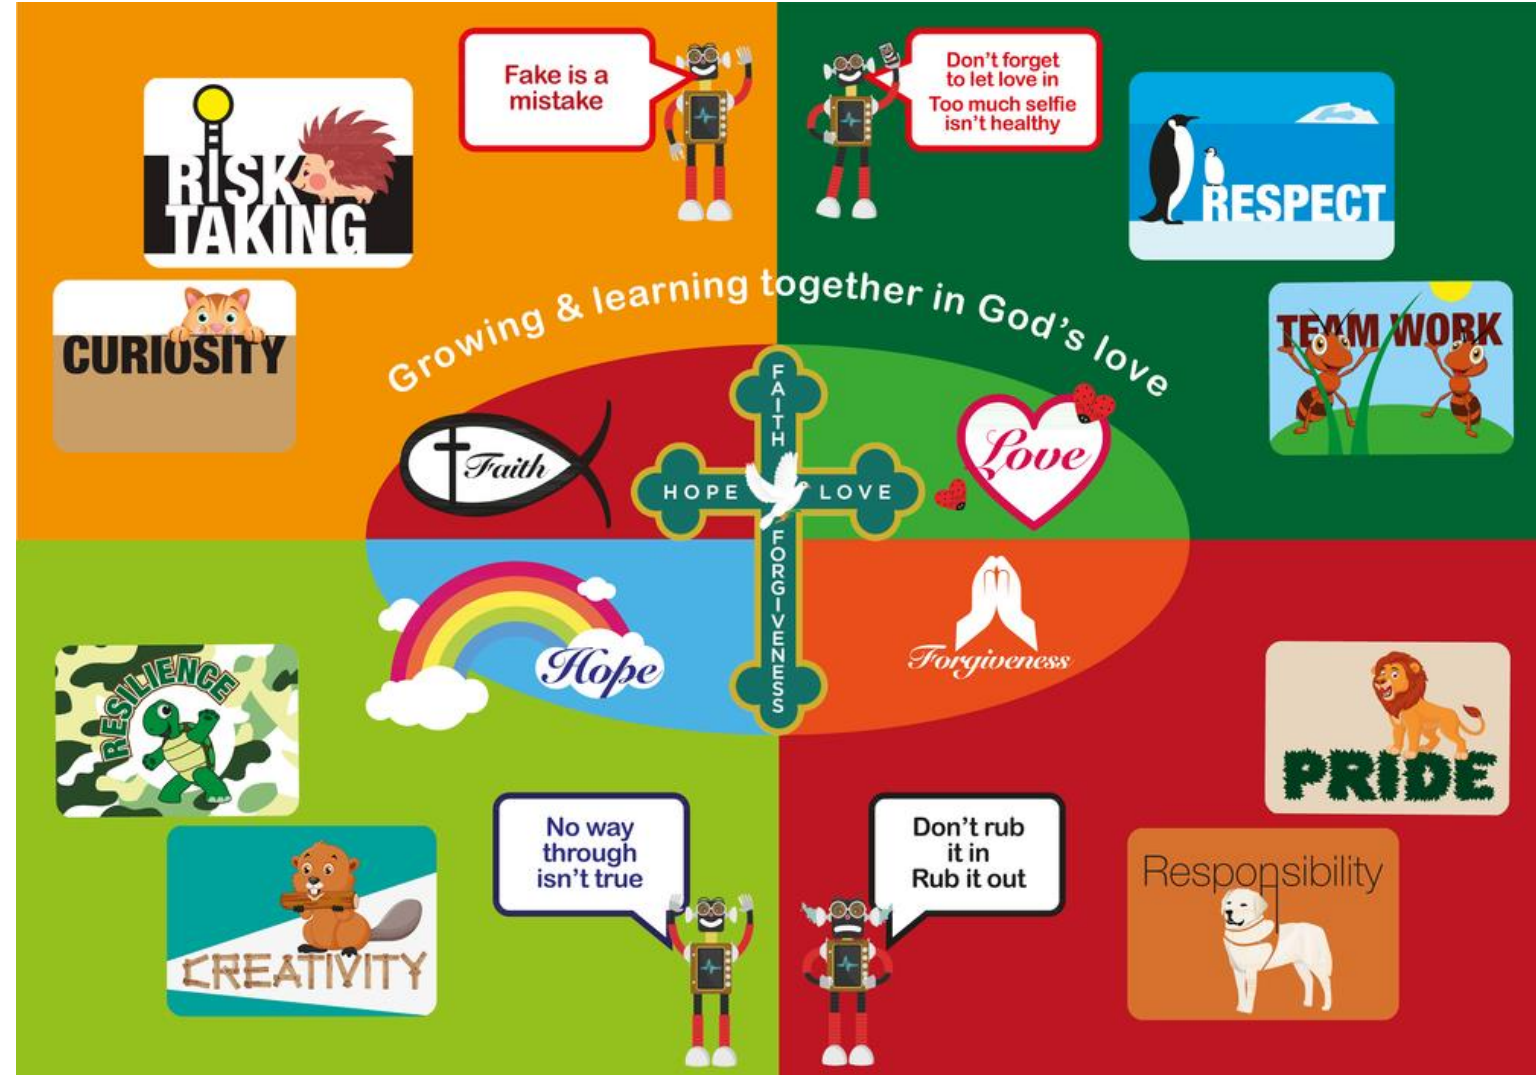 Fake is a
mistake
Don't forget
to let love in
Too much selfie
isn't healthy
RISK
TAKING
RESPECT
CURIOSITY
TEAM WORK
Growing & learning together in God's love
Faith
FAITH
HOPE
LOVE
FORGIVENESS
Love
Hope
Forgiveness
RESILIENCE
PRIDE
CREATIVITY
No way
through
isn't true
Don't rub
it in
Rub it out
Responsibility